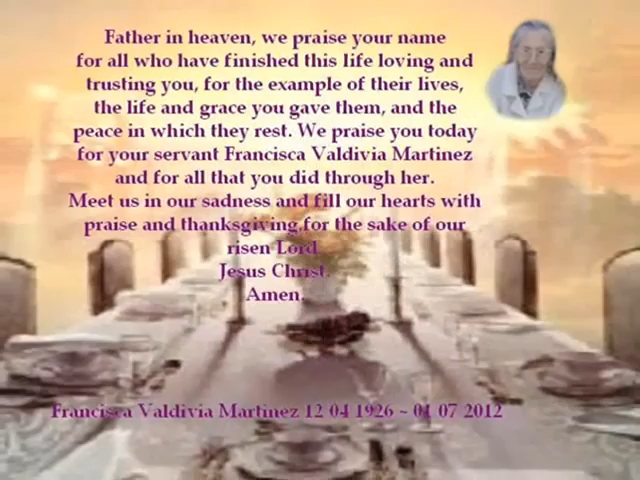 Father in heaven, we praise your name
for all who have finished this life loving and
trusting you, for the example of their lives,
the life and grace you gave them, and the
peace in which they rest. We praise you today
for your servant Francisca Valdivia Martinez
and for all that you did through her.
Meet us in our sadness and fill our hearts with
praise and thanksgiving,for the sake of our
risen Lord
Jesus Christ.
Amen.
Francisca Valdivia Martinez 12 04 1926 ~ 01 07 2012